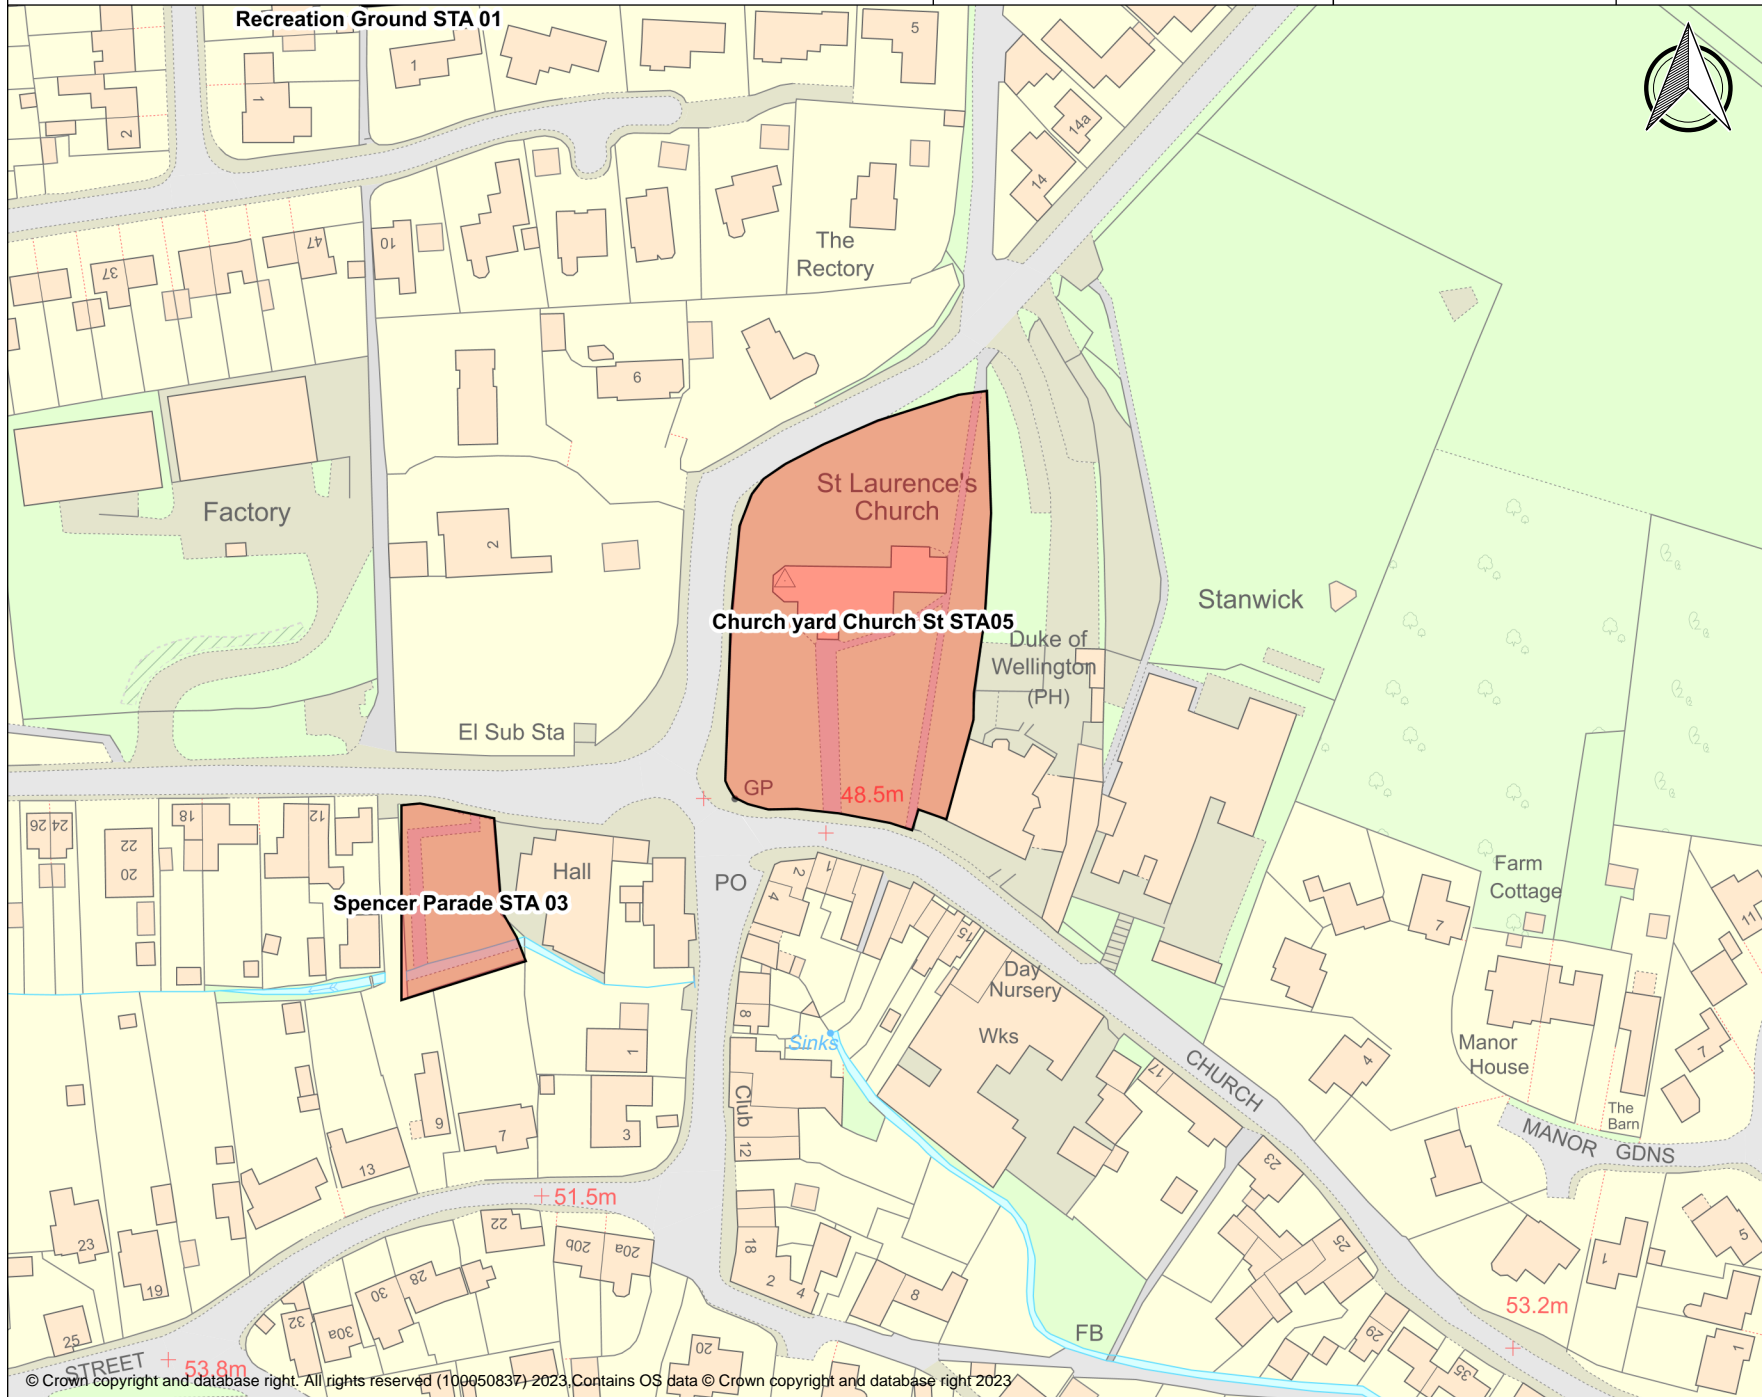 Recreation Ground STA 01
5
1
1
2
14a
14
The
Rectory
47
10
37
6
St Laurence's
Church
Factory
2
Stanwick
Church yard Church St STA05
Duke of
Wellington
(PH)
El Sub Sta
GP
48.5m
26 24
18
12
22
20
Hall
PO
2
1
4
Farm
Cottage
7
11
Spencer Parade STA 03
15
Day
Nursery
8
Sinks
Wks
Manor
House
4
7
1
CHURCH
17
Club
The
Barn
9
7
3
12
MANOR GDNS
13
23
51.5m
22
20b
20a
18
25
5
1
23
19
28
30
2
4
8
53.2m
32
30a
FB
29
25
20
35
1
STREET
53.8m
© Crown copyright and database right. All rights reserved (100050837) 2023,Contains OS data © Crown copyright and database right 2023